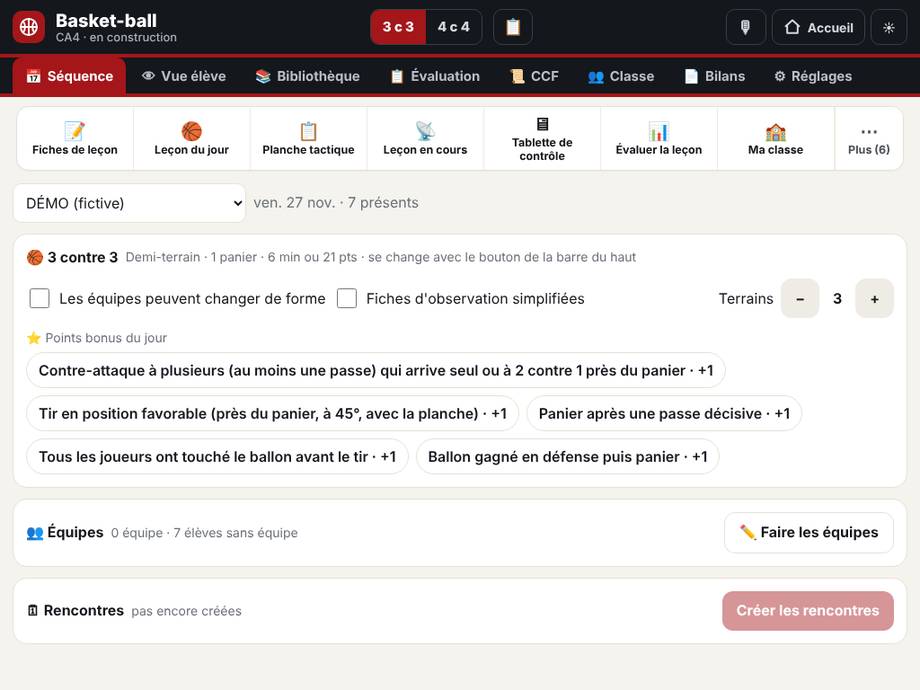 Basket-ball
CA4 · en construction
3 c 3
4 c 4
Accueil
Séquence
Vue élève
Bibliothèque
Évaluation
CCF
Classe
Bilans
Réglages
Fiches de leçon
Leçon du jour
Planche tactique
Leçon en cours
Tablette de
contrôle
Évaluer la leçon
Ma classe
Plus (6)
DÉMO (fictive)
ven. 27 nov. · 7 présents
3 contre 3 Demi-terrain · 1 panier · 6 min ou 21 pts · se change avec le bouton de la barre du haut
Les équipes peuvent changer de forme
Fiches d'observation simplifiées
Terrains – 3 +
Points bonus du jour
Contre-attaque à plusieurs (au moins une passe) qui arrive seul ou à 2 contre 1 près du panier · +1
Tir en position favorable (près du panier, à 45°, avec la planche) · +1
Panier après une passe décisive · +1
Tous les joueurs ont touché le ballon avant le tir · +1
Ballon gagné en défense puis panier · +1
Équipes 0 équipe · 7 élèves sans équipe
Faire les équipes
Rencontres pas encore créées
Créer les rencontres